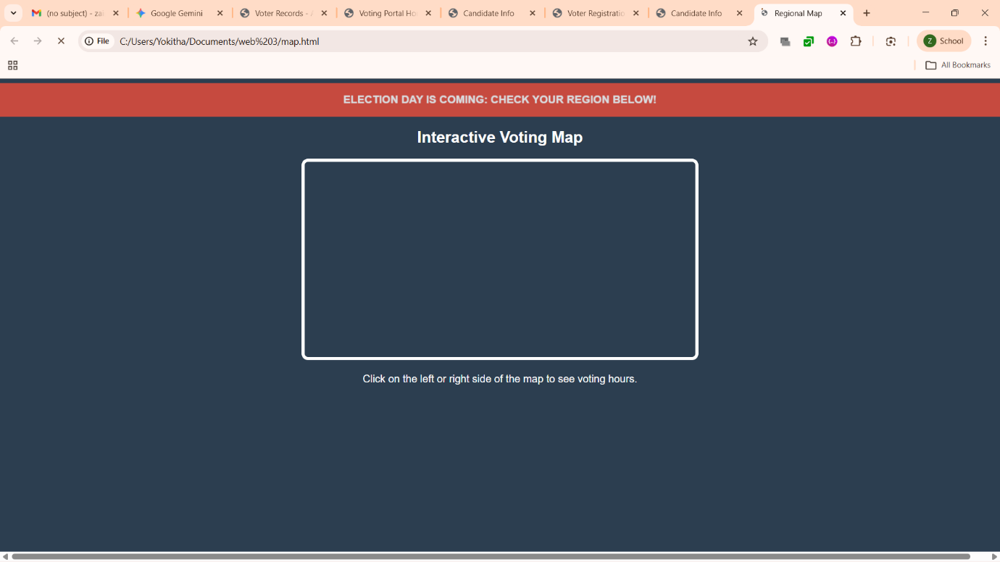 (no subject) - zai
Google Gemini
Voter Records - A
Voting Portal Ho
Candidate Info
Voter Registratio
Candidate Info
Regional Map
File
C:/Users/Yokitha/Documents/web%203/map.html
Z
School
All Bookmarks
ELECTION DAY IS COMING: CHECK YOUR REGION BELOW!
Interactive Voting Map
Click on the left or right side of the map to see voting hours.